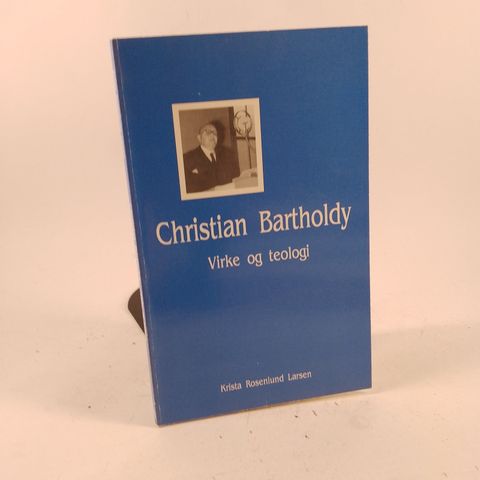 Christian Bartholdy
Virke og teologi
Krista Rosenlund Larsen